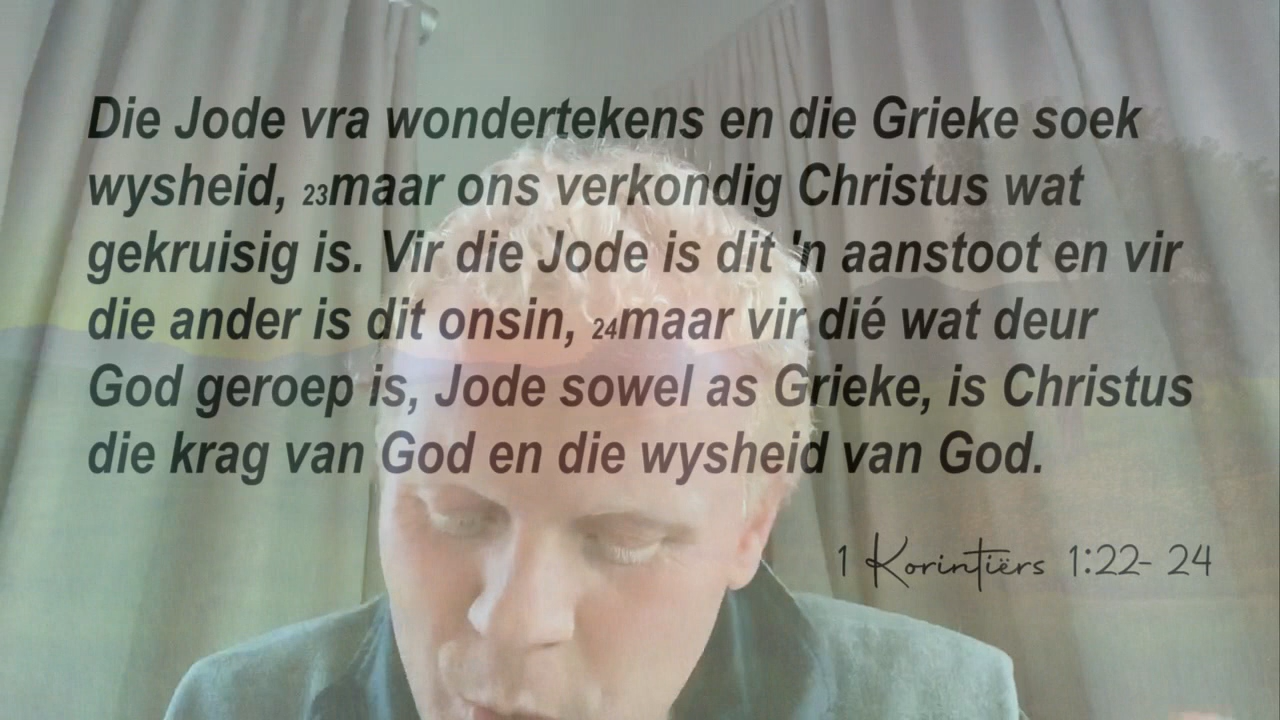 Die Jode vra wondertekens en die Grieke soek
wysheid, 23maar ons verkondig Christus wat
gekruisig is. Vir die Jode is dit 'n aanstoot en vir
die ander is dit onsin, 24maar vir dié wat deur
God geroep is, Jode sowel as Grieke, is Christus
die krag van God en die wysheid van God.
1 Korintiërs 1:22- 24